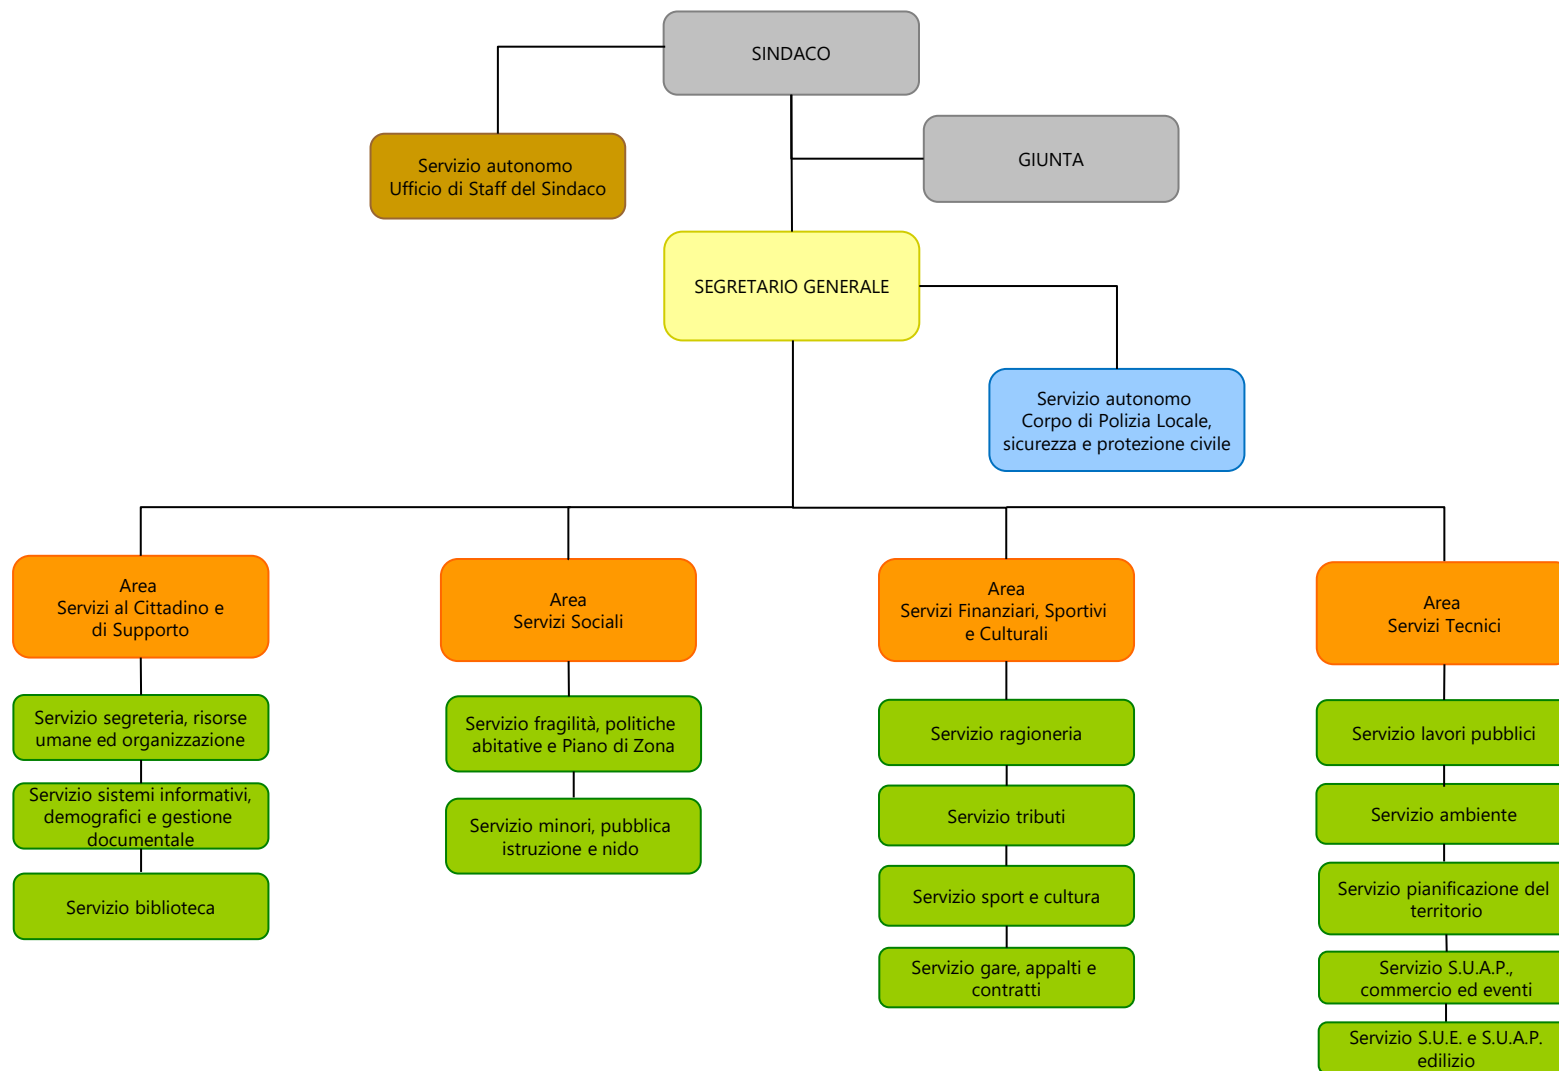 SINDACO
Servizio autonomo
Ufficio di Staff del Sindaco
GIUNTA
SEGRETARIO GENERALE
Servizio autonomo
Corpo di Polizia Locale,
sicurezza e protezione civile
Area
Servizi al Cittadino e
di Supporto
Servizio segreteria, risorse
umane ed organizzazione
Servizio sistemi informativi,
demografici e gestione
documentale
Servizio biblioteca
Area
Servizi Sociali
Servizio fragilità, politiche
abitative e Piano di Zona
Servizio minori, pubblica
istruzione e nido
Area
Servizi Finanziari, Sportivi
e Culturali
Servizio ragioneria
Servizio tributi
Servizio sport e cultura
Servizio gare, appalti e
contratti
Area
Servizi Tecnici
Servizio lavori pubblici
Servizio ambiente
Servizio pianificazione del
territorio
Servizio S.U.A.P.,
commercio ed eventi
Servizio S.U.E. e S.U.A.P.
edilizio